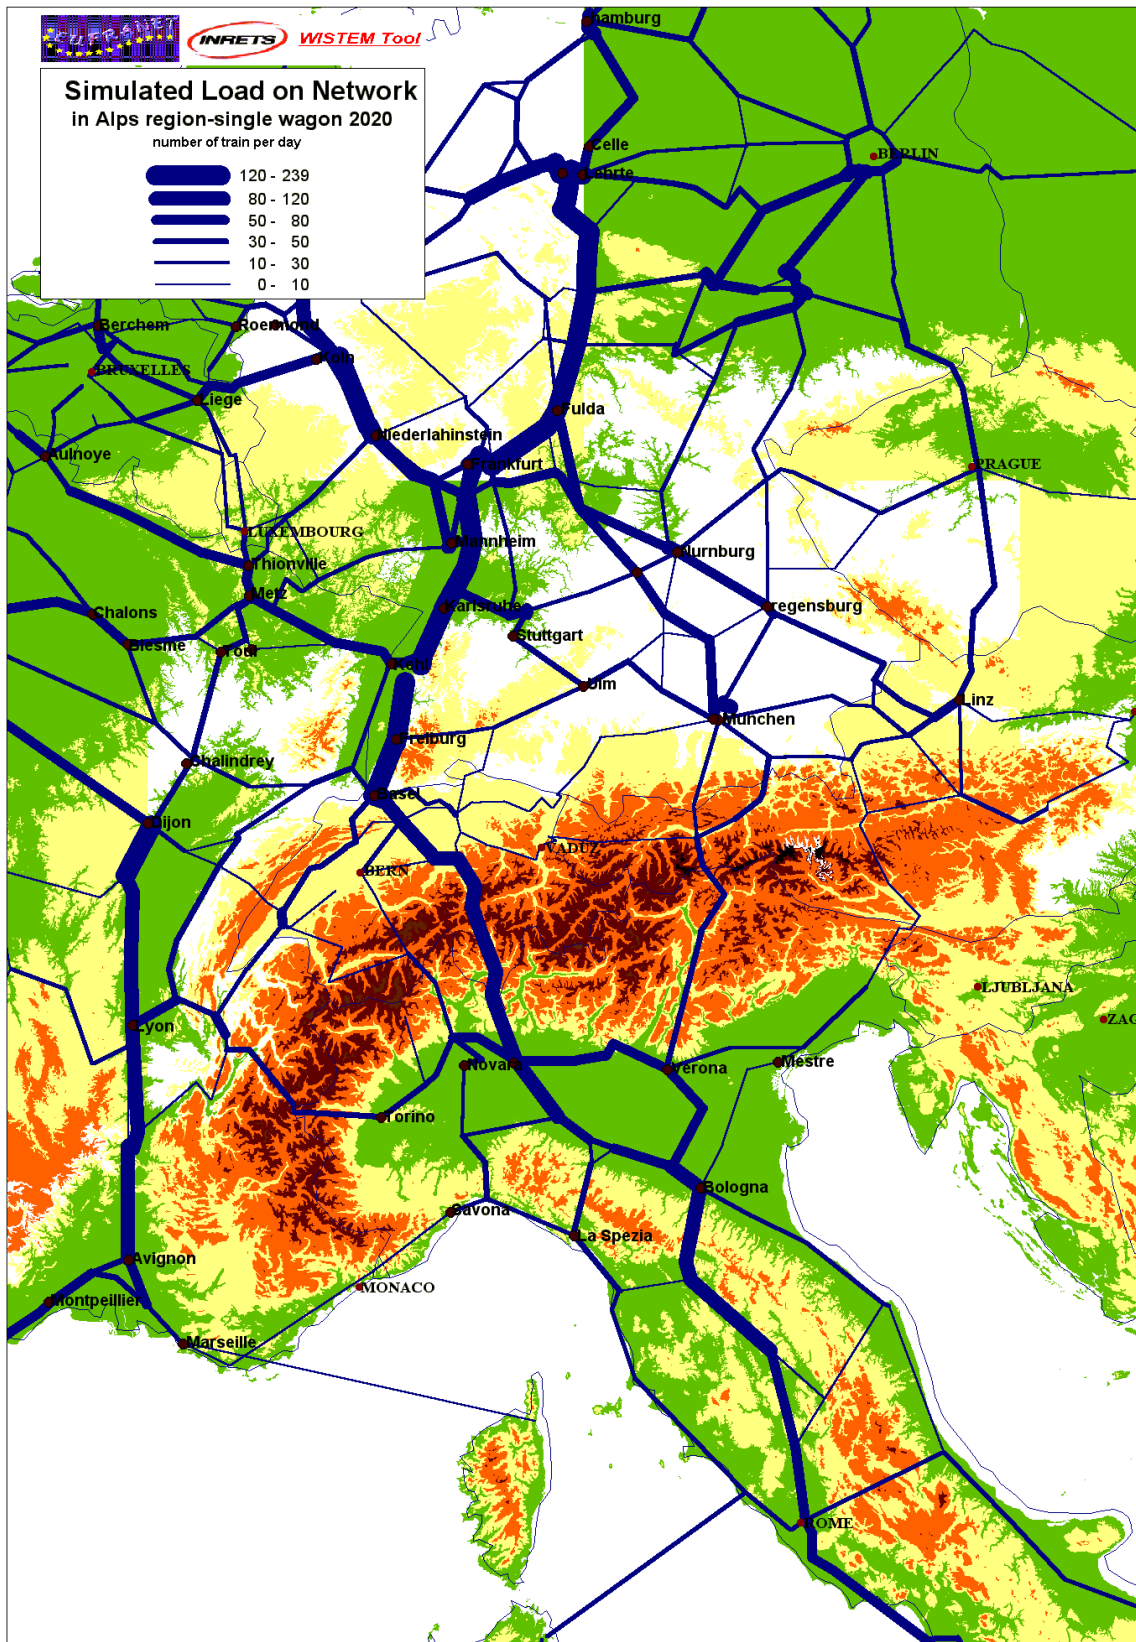 EUFRANET
INRETS
WISTEM Tool
Simulated Load on Network
in Alps region-single wagon 2020
number of train per day
120 - 239
80 - 120
50 - 80
30 - 50
10 - 30
0 - 10
hamburg
Celle
Lehrte
BERLIN
Berchem
Roermond
Koln
BRUXELLES
Liege
Fulda
Niederlahinstein
Aulnoye
Frankfurt
PRAGUE
LUXEMBOURG
Mannheim
Nurnburg
Thionville
Metz
Karlsruhe
regensburg
Chalons
Stuttgart
Blesme
Toul
Kehl
Ulm
Linz
Munchen
Freiburg
Chalindrey
Basel
Dijon
VADUZ
BERN
LJUBLJANA
ZAG
Lyon
Novara
Verona
Mestre
Torino
Bologna
Savona
La Spezia
Avignon
MONACO
Montpeillier
Marseille
ROME